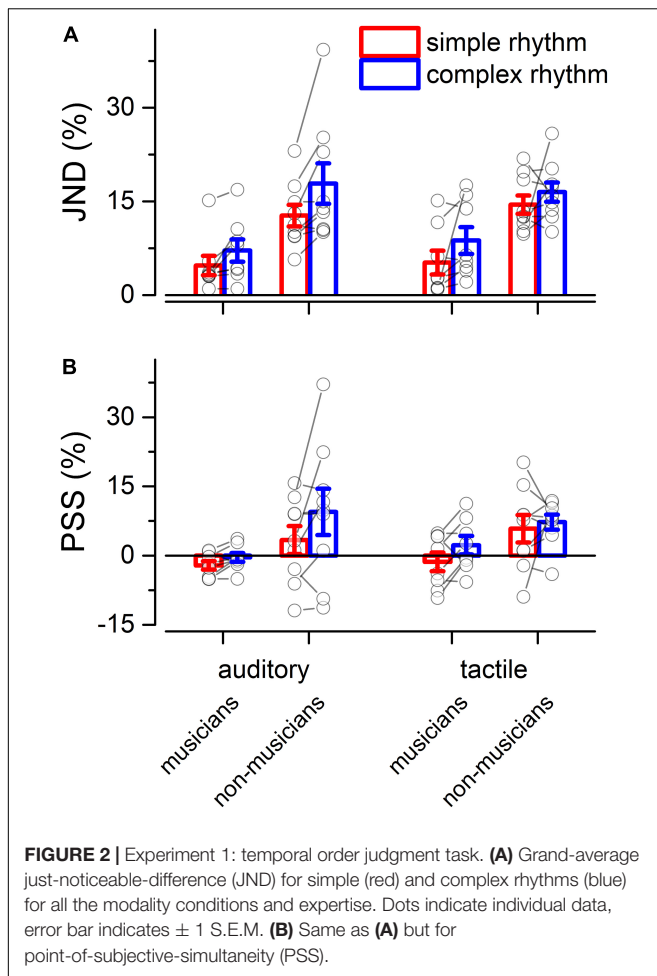 A
simple rhythm
complex rhythm
JND (%)
30
15
0
B
PSS (%)
30
15
0
-15
auditory
tactile
musicians
non-musicians
musicians
non-musicians
FIGURE 2 | Experiment 1: temporal order judgment task. (A) Grand-average
just-noticeable-difference (JND) for simple (red) and complex rhythms (blue)
for all the modality conditions and expertise. Dots indicate individual data,
error bar indicates ± 1 S.E.M. (B) Same as (A) but for
point-of-subjective-simultaneity (PSS).